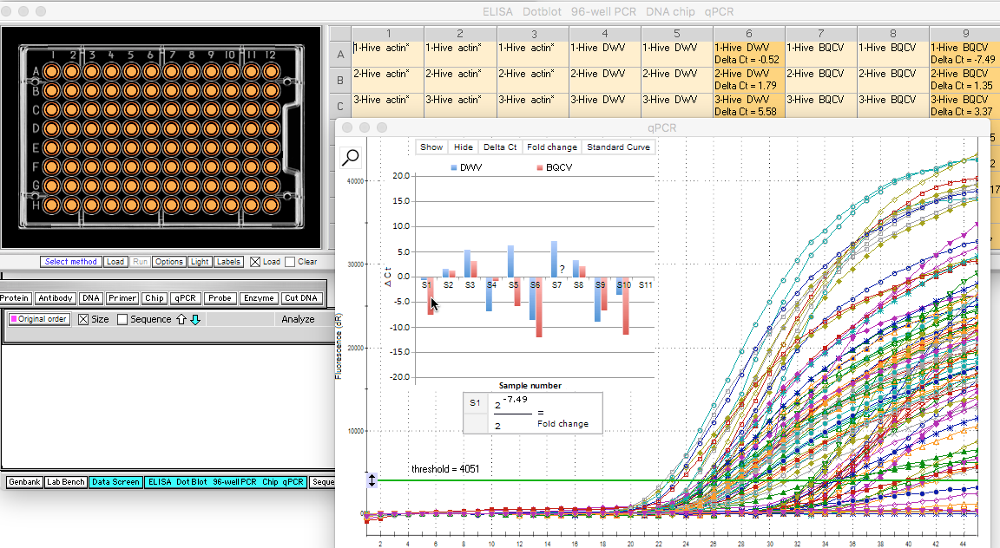 ELISA Dotblot 96-well PCR DNA chip qPCR
1 2 3 4 5 6 7 8 9 10 11 12
A
B
C
D
E
F
G
H
1 2 3 4 5 6 7 8 9
A 1-Hive actin* 1-Hive actin* 1-Hive actin* 1-Hive DWV 1-Hive DWV 1-Hive DWV 1-Hive BQCV 1-Hive BQCV 1-Hive BQCV
Delta Ct = -0.52 Delta Ct = -7.49
B 2-Hive actin* 2-Hive actin* 2-Hive actin* 2-Hive DWV 2-Hive DWV 2-Hive DWV 2-Hive BQCV 2-Hive BQCV 2-Hive BQCV
Delta Ct = 1.79 Delta Ct = 1.35
C 3-Hive actin* 3-Hive actin* 3-Hive actin* 3-Hive DWV 3-Hive DWV 3-Hive DWV 3-Hive BQCV 3-Hive BQCV 3-Hive BQCV
Delta Ct = 5.58 Delta Ct = 3.37
5
2
17
7
Select method Load Run Options Light Labels Load Clear
Protein Antibody DNA Primer Chip qPCR Probe Enzyme Cut DNA
Original order Size Sequence Analyze
Genbank Lab Bench Data Screen ELISA Dot Blot 96-well PCR Chip qPCR Seque
qPCR
Show Hide Delta Ct Fold change Standard Curve
DWV BQCV
20.0
15.0
10.0
5.0
0.0
-5.0
-10.0
-15.0
-20.0
Δ Ct
?
S1 S2 S3 S4 S5 S6 S7 S8 S9 S10 S11
Sample number
S1 2 -7.49
=
2 Fold change
threshold = 4051
Fluorescence (dR)
40000
30000
20000
10000
0
2 4 6 8 10 12 14 16 18 20 22 24 26 28 30 32 34 36 38 40 42 44